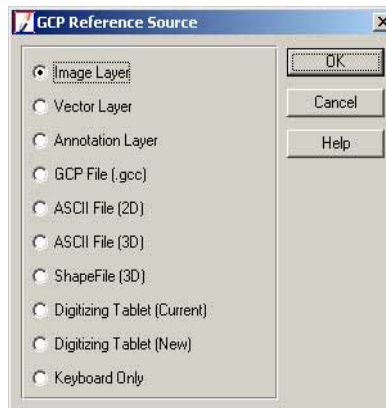 GCP Reference Source
Image Layer
Vector Layer
Annotation Layer
GCP File (.gcc)
ASCII File (2D)
ASCII File (3D)
ShapeFile (3D)
Digitizing Tablet (Current)
Digitizing Tablet (New)
Keyboard Only
OK
Cancel
Help